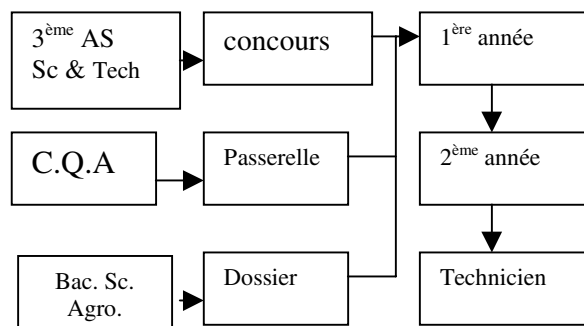 3ème AS
Sc & Tech
concours
1ère année
C.Q.A
Passerelle
2ème année
Bac. Sc.
Agro.
Dossier
Technicien